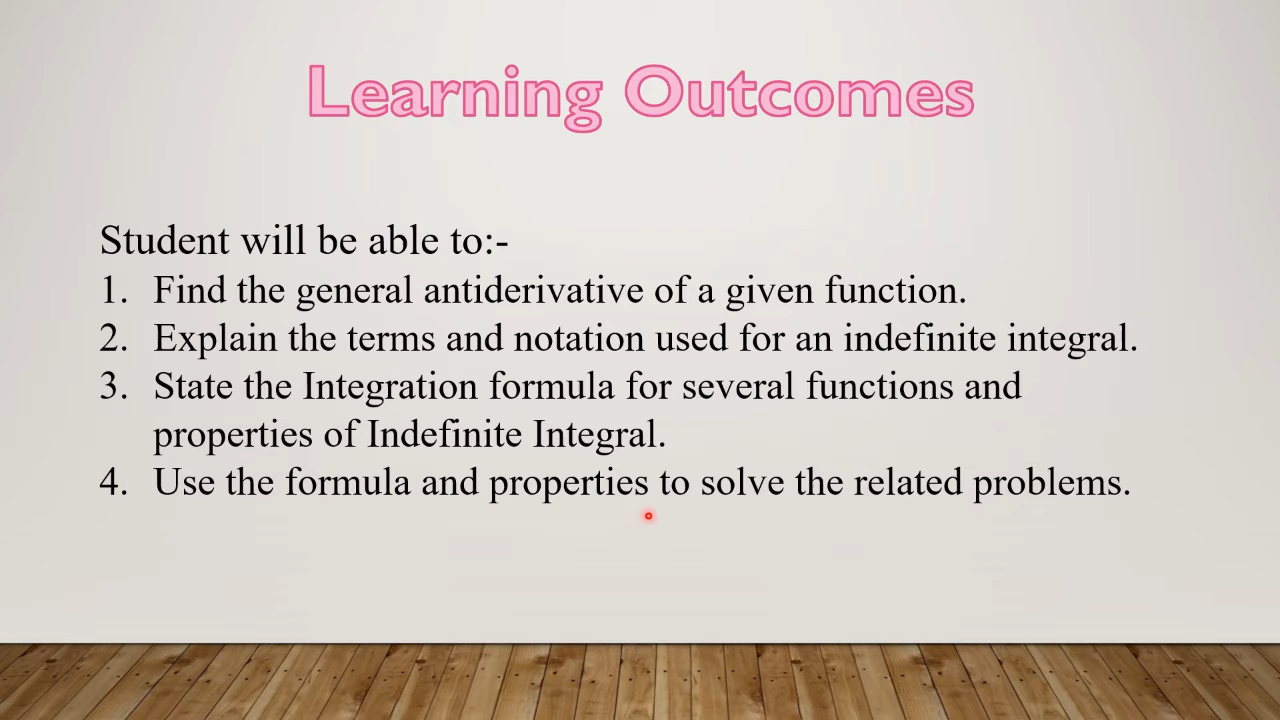 Learning Outcomes
Student will be able to:-
1. Find the general antiderivative of a given function.
2. Explain the terms and notation used for an indefinite integral.
3. State the Integration formula for several functions and
properties of Indefinite Integral.
4. Use the formula and properties to solve the related problems.